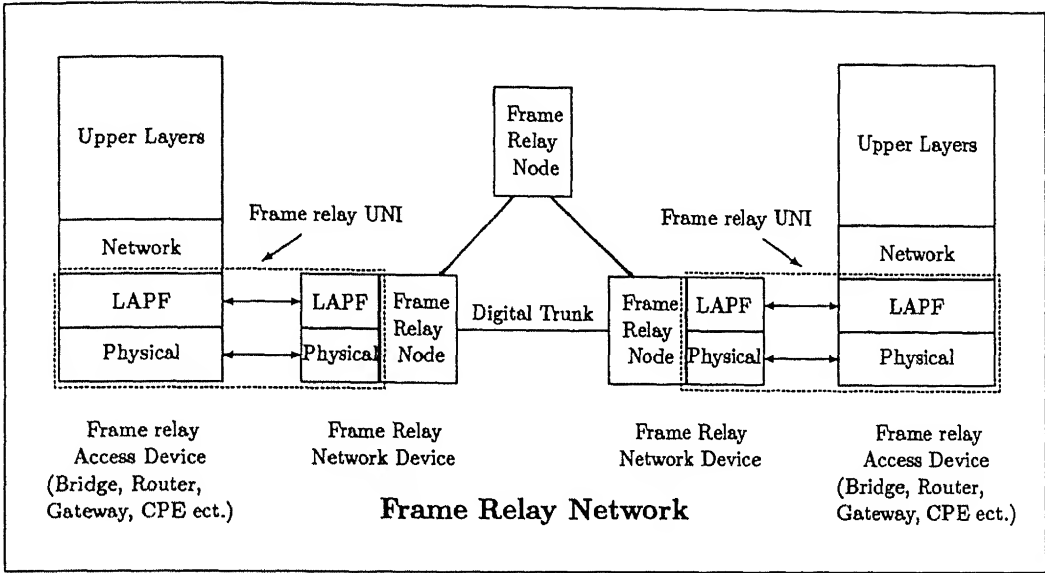 Upper Layers
Network
LAPF
Physical
Frame relay UNI
LAPF
Physical
Frame
Relay
Node
Frame
Relay
Node
Digital Trunk
Frame
Relay
Node
LAPF
Physical
Frame relay UNI
Upper Layers
Network
LAPF
Physical
Frame relay
Access Device
(Bridge, Router,
Gateway, CPE ect.)
Frame Relay
Network Device
Frame Relay
Network Device
Frame relay
Access Device
(Bridge, Router,
Gateway, CPE ect.)
Frame Relay Network